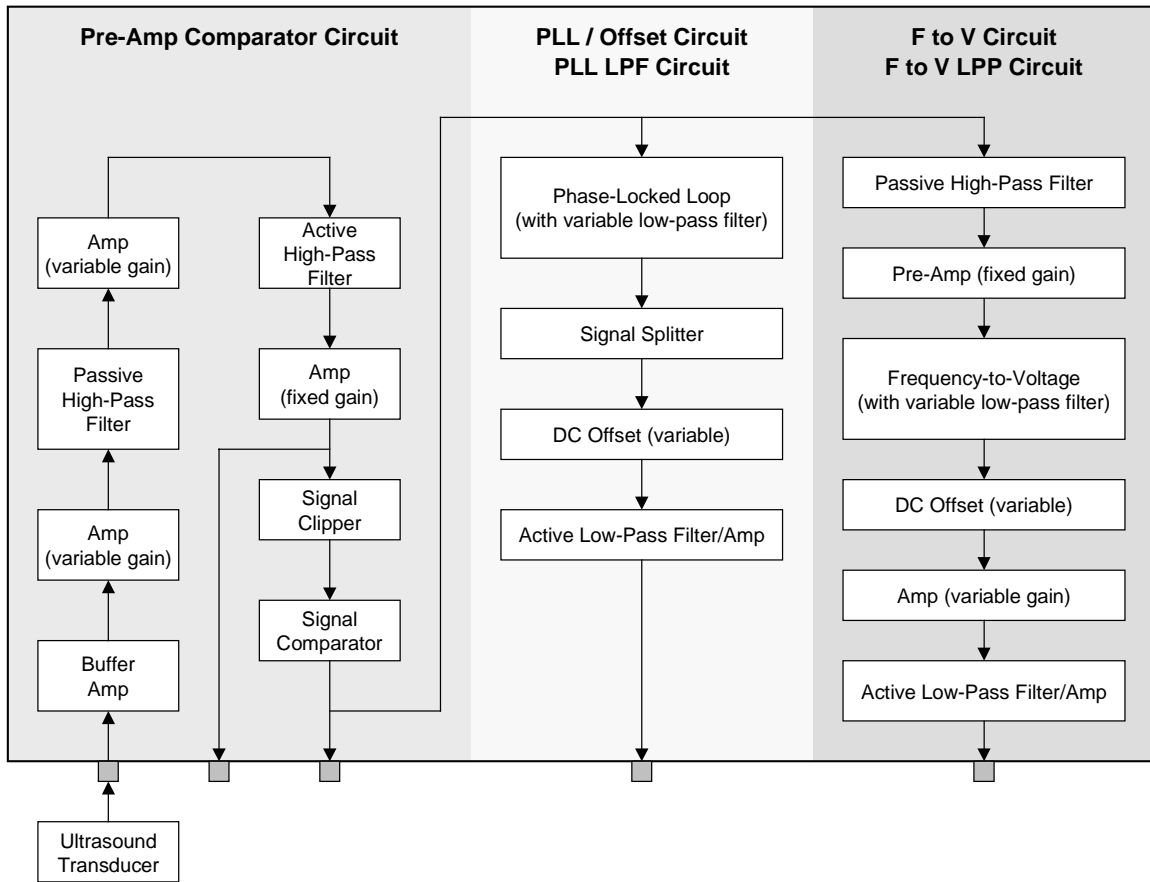 Pre-Amp Comparator Circuit
Amp
(variable gain)
Passive
High-Pass
Filter
Amp
(variable gain)
Buffer
Amp
Ultrasound
Transducer
Active
High-Pass
Filter
Amp
(fixed gain)
Signal
Clipper
Signal
Comparator
PLL / Offset Circuit
PLL LPF Circuit
Phase-Locked Loop
(with variable low-pass filter)
Signal Splitter
DC Offset (variable)
Active Low-Pass Filter/Amp
F to V Circuit
F to V LPP Circuit
Passive High-Pass Filter
Pre-Amp (fixed gain)
Frequency-to-Voltage
(with variable low-pass filter)
DC Offset (variable)
Amp (variable gain)
Active Low-Pass Filter/Amp